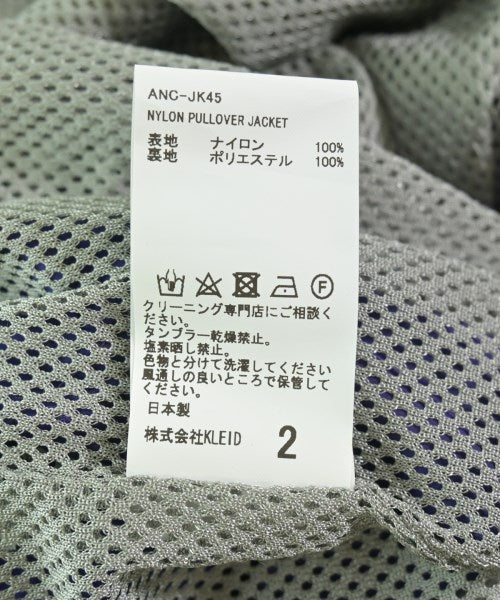 ANC-JK45
NYLON PULLOVER JACKET
表地 ナイロン 100%
裏地 ポリエステル 100%
F
クリーニング専門店にご相談く
ださい。
タンブラー乾燥禁止。
塩素晒し禁止。
色物と分けて洗濯してください
風通しの良いところで保管して
ください。
日本製
株式会社KLEID 2